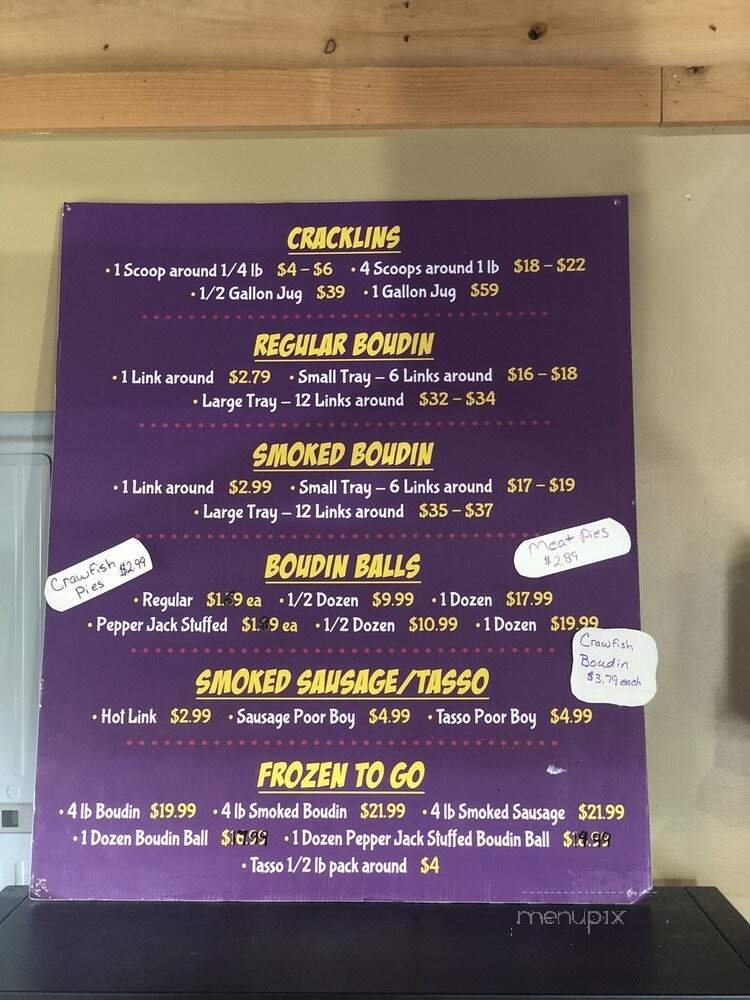 CRACKLINS
• 1 Scoop around 1/4 lb $4 – $6 • 4 Scoops around 1 lb $18 – $22
• 1/2 Gallon Jug $39 • 1 Gallon Jug $59
REGULAR BOUDIN
• 1 Link around $2.79 • Small Tray – 6 Links around $16 – $18
• Large Tray – 12 Links around $32 – $34
SMOKED BOUDIN
• 1 Link around $2.99 • Small Tray – 6 Links around $17 – $19
• Large Tray – 12 Links around $35 – $37
Crawfish $2.99
Pies
Meat Pies
$2.89
BOUDIN BALLS
• Regular ea • 1/2 Dozen $9.99 • 1 Dozen $17.99
• Pepper Jack Stuffed ea • 1/2 Dozen $10.99 • 1 Dozen $19.99
Crawfish
Boudin
$3.79 each
SMOKED SAUSAGE/TASSO
• Hot Link $2.99 • Sausage Poor Boy $4.99 • Tasso Poor Boy $4.99
FROZEN TO GO
• 4 lb Boudin $19.99 • 4 lb Smoked Boudin $21.99 • 4 lb Smoked Sausage $21.99
• 1 Dozen Boudin Ball • 1 Dozen Pepper Jack Stuffed Boudin Ball
• Tasso 1/2 lb pack around $4
menupix